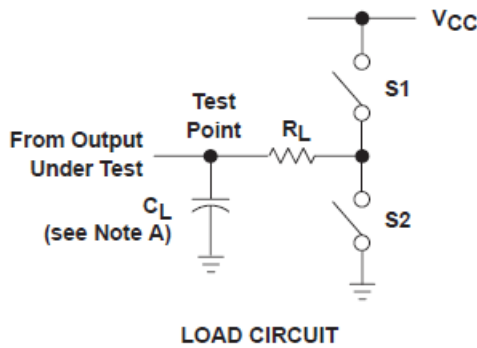 VCC
S1
Test
Point
RL
From Output
Under Test
CL
(see Note A)
S2
LOAD CIRCUIT